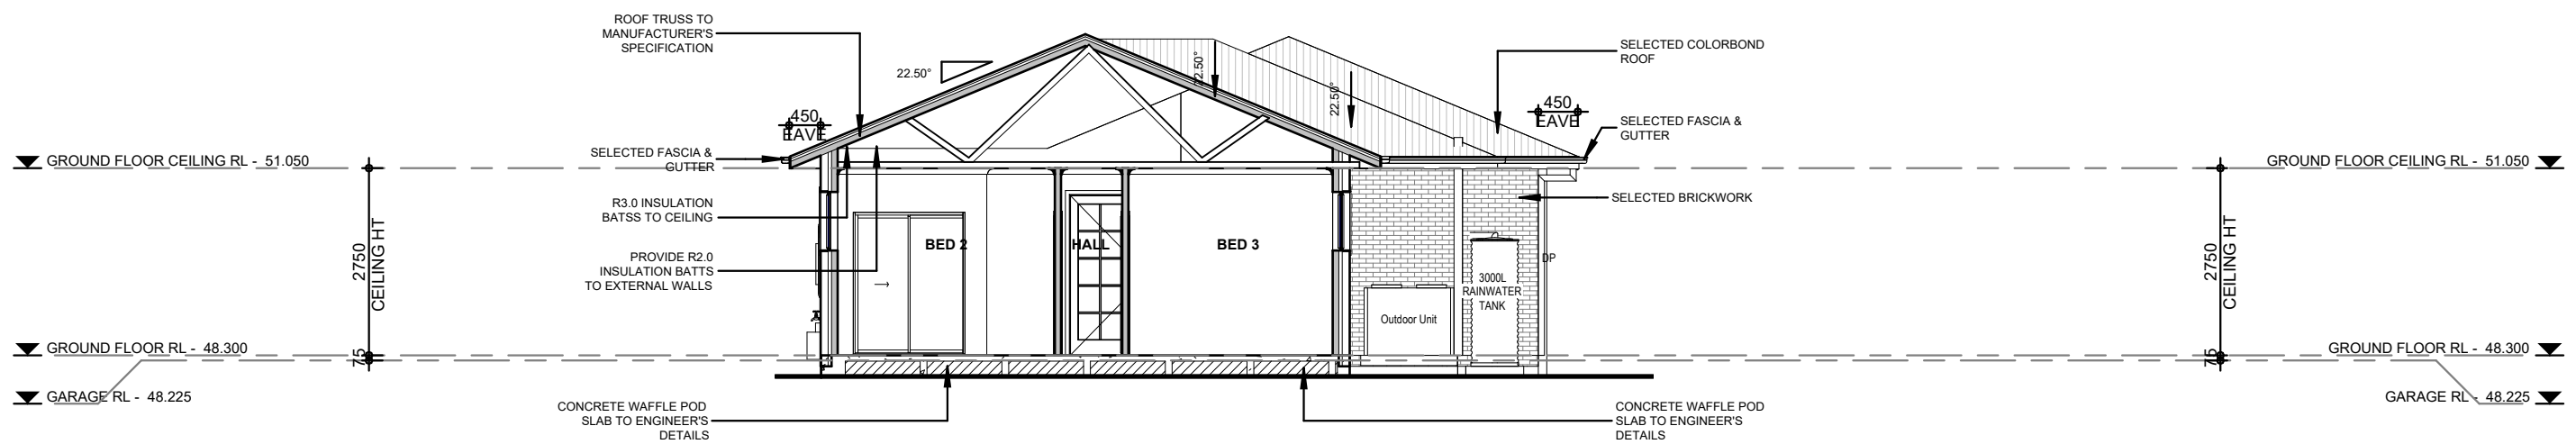 ROOF TRUSS TO
MANUFACTURER'S
SPECIFICATION
22.50°
450
EAVE
SELECTED FASCIA &
GUTTER
R3.0 INSULATION
BATSS TO CEILING
PROVIDE R2.0
INSULATION BATTS
TO EXTERNAL WALLS
CONCRETE WAFFLE POD
SLAB TO ENGINEER'S
DETAILS
GROUND FLOOR CEILING RL - 51.050
2750
CEILING HT
GROUND FLOOR RL - 48.300
75
GARAGE RL - 48.225
BED 2
HALL
BED 3
22.50°
22.50°
Outdoor Unit
3000L
RAINWATER
TANK
DP
SELECTED COLORBOND
ROOF
450
EAVE
SELECTED FASCIA &
GUTTER
SELECTED BRICKWORK
CONCRETE WAFFLE POD
SLAB TO ENGINEER'S
DETAILS
GROUND FLOOR CEILING RL - 51.050
2750
CEILING HT
GROUND FLOOR RL - 48.300
75
GARAGE RL - 48.225